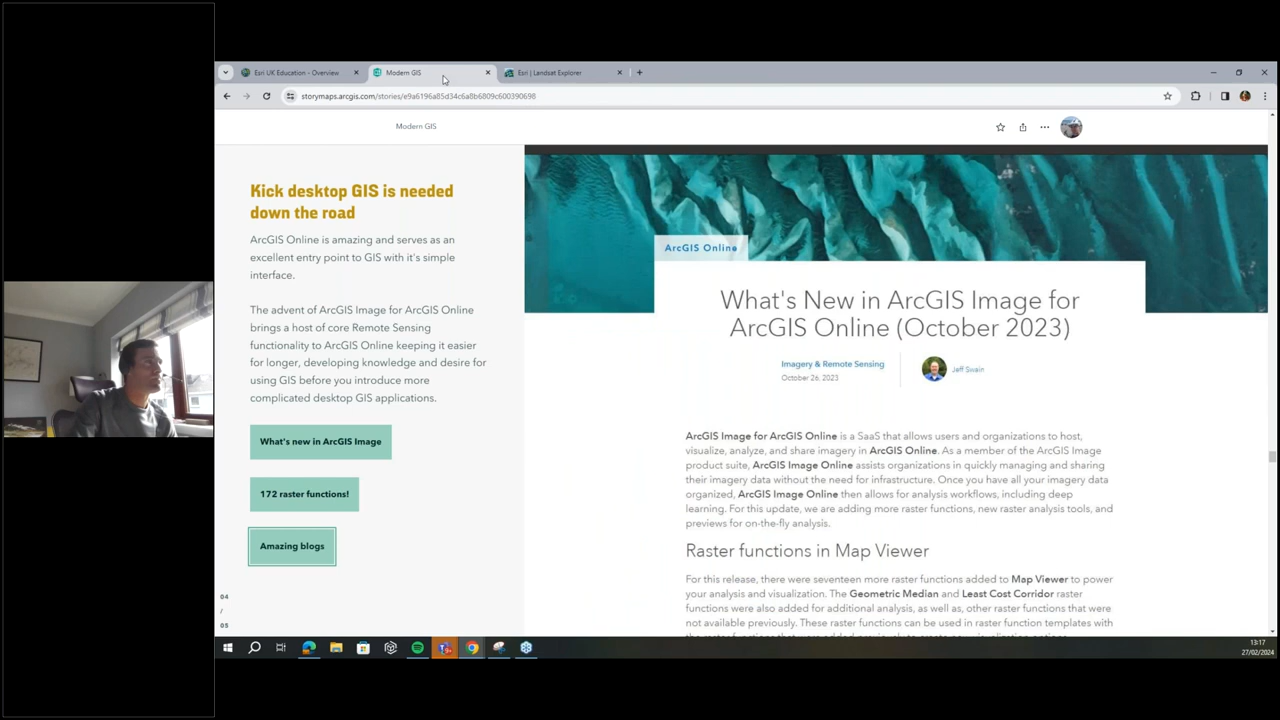 Esri UK Education - Overview
Modern GIS
Esri | Landsat Explorer
storymaps.arcgis.com/stories/e9a6196a85d34c6a8b6809c600390698
Modern GIS
Kick desktop GIS is needed
down the road
ArcGIS Online is amazing and serves as an
excellent entry point to GIS with it's simple
interface.
The advent of ArcGIS Image for ArcGIS Online
brings a host of core Remote Sensing
functionality to ArcGIS Online keeping it easier
for longer, developing knowledge and desire for
using GIS before you introduce more
complicated desktop GIS applications.
What's new in ArcGIS Image
172 raster functions!
Amazing blogs
04
/
05
ArcGIS Online
What's New in ArcGIS Image for
ArcGIS Online (October 2023)
Imagery & Remote Sensing
October 26, 2023
Jeff Swain
ArcGIS Image for ArcGIS Online is a SaaS that allows users and organizations to host,
visualize, analyze, and share imagery in ArcGIS Online. As a member of the ArcGIS Image
product suite, ArcGIS Image Online assists organizations in quickly managing and sharing
their imagery data without the need for infrastructure. Once you have all your imagery data
organized, ArcGIS Image Online then allows for analysis workflows, including deep
learning. For this update, we are adding more raster functions, new raster analysis tools, and
previews for on-the-fly analysis.
Raster functions in Map Viewer
For this release, there were seventeen more raster functions added to Map Viewer to power
your analysis and visualization. The Geometric Median and Least Cost Corridor raster
functions were also added for additional analysis, as well as, other raster functions that were
not available previously. These raster functions can be used in raster function templates with
13:17
27/02/2024